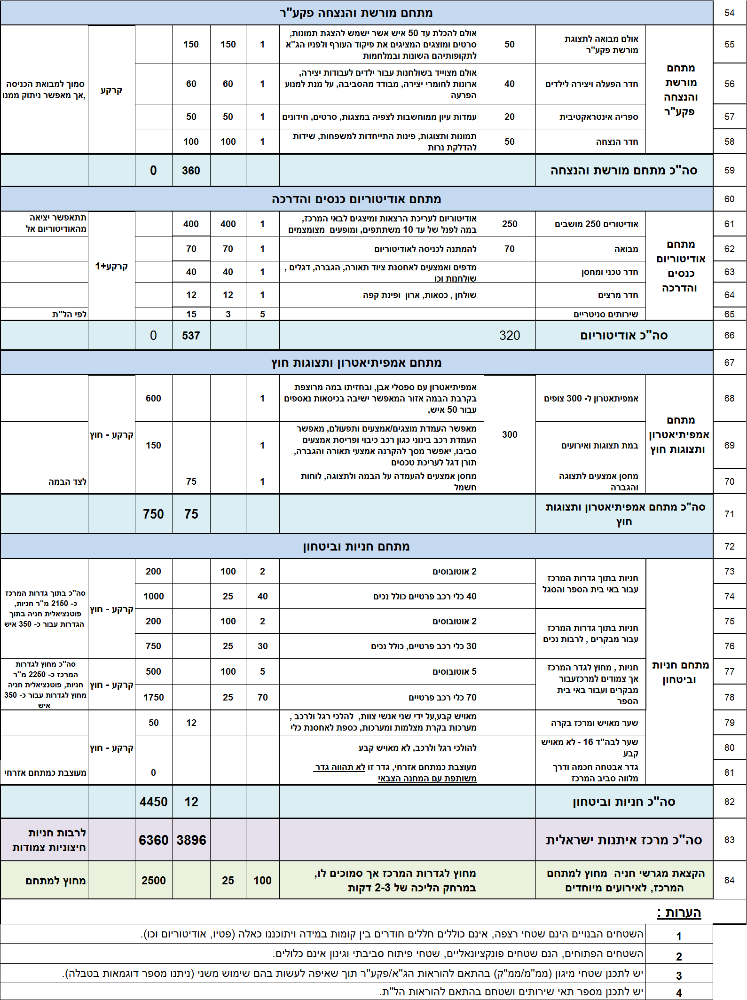 54 מתחם מורשת והנצחה פקע"ר
מתחם
מורשת
והנצחה
פקע"ר
55 אולם מבואה לתצוגת
מורשת פקע"ר
50
אולם להכלת עד 50 איש אשר ישמש להצגת תמונות,
סרטים ומוצגים המציגים את פיקוד העורף ולפניו הג"א
לתקופותיהם השונות ובמלחמות
1 150 150
קרקע
סמוך למבואת הכניסה
,אך מאפשר ניתוק ממנו
56 חדר הפעלה ויצירה לילדים 40
אולם מצוייד בשולחנות עבור ילדים לעבודות יצירה,
ארונות לחומרי יצירה, מבודד מהסביבה, על מנת למנוע
הפרעה
1 60 60
57 ספריה אינטראקטיבית 20 עמדות עיון ממוחשבות לצפיה במצגות, סרטים, חידונים 1 50 50
58 חדר הנצחה 50
תמונות ותצוגות, פינות התייחדות למשפחות, שידות
להדלקת נרות
1 100 100
59 סה"כ מתחם מורשת והנצחה 360 0
60 מתחם אודיטוריום כנסים והדרכה
מתחם
אודיטוריום
כנסים
והדרכה
61 אודיטורים 250 מושבים 250
אודיטוריום לעריכת הרצאות ומיצגים לבאי המרכז,
במה לפנל של עד 10 משתתפים, ומופעים מצומצמים
1 400 400
קרקע+1
תתאפשר יציאה
מהאודיטוריום אל
62 מבואה 70 להמתנה לכניסה לאודיטוריום 1 70 70
63 חדר טכני ומחסן
מדפים ואמצעים לאחסנת ציוד תאורה, הגברה, דגלים ,
שולחנות וכו
1 40 40
64 חדר מרצים שולחן , כסאות, ארון ופינת קפה 1 12 12
65 שירותים סניטריים 5 3 15 לפי הל"ת
66 סה"כ אודיטוריום 320 537 0
67 מתחם אמפיתיאטרון ותצוגות חוץ
מתחם
אמפיתיאטרון
ותצוגות חוץ
68 אמפיתאטרון ל- 300 צופים 300
אמפיתיאטרון עם ספסלי אבן, ובחזיתו במה מרוצפת
בקרבת הבמה אזור המאפשר ישיבה בכיסאות נאספים
עבור 50 איש,
1 600
קרקע - חוץ
69 במת תצוגות ואירועים
מאפשר העמדת מוצגים/אמצעים ותפעולם, מאפשר
העמדת רכב בינוני כגון רכב כיבוי ופריסת אמצעים
סביבו, יאפשר מסך להקרנה אמצעי תאורה והגברה,
תורן דגל לעריכת טכסים
1 150
70 מחסן אמצעים לתצוגה
והגברה
מחסן אמצעים להעמדה על הבמה ולתצוגה, לוחות
חשמל
1 75 לצד הבמה
71 סה"כ מתחם אמפיתיאטרון ותצוגות
חוץ
75 750
72 מתחם חניות וביטחון
מתחם חניות
וביטחון
73 חניות בתוך גדרות המרכז
עבור באי בית הספר והסגל
2 אוטובוסים 2 100 200
קרקע - חוץ
סה"כ בתוך גדרות המרכז
כ- 2150 מ"ר חניות,
פוטנציאלית חניה בתוך
הגדרות עבור כ- 350 איש
74 40 כלי רכב פרטיים כולל נכים 40 25 1000
75 חניות בתוך גדרות המרכז
עבור מבקרים , לרבות נכים
2 אוטובוסים 2 100 200
76 30 כלי רכב פרטיים, כולל נכים 30 25 750
77 חניות , מחוץ לגדר המרכז
אך צמודים למרכזעבור
מבקרים ועבור באי בית
הספר
5 אוטובוסים 5 100 500
קרקע - חוץ
סה"כ מחוץ לגדרות
המרכז כ- 2250 מ"ר
חניות, פוטנציאלית חניה
מחוץ לגדרות עבור כ- 350
איש
78 70 כלי רכב פרטיים 70 25 1750
79 שער מאויש ומרכז בקרה
מאויש קבע,על ידי שני אנשי צוות, להלכי רגל ולרכב ,
מערכות בקרת מצלמות ומערכות, כספת לאחסנת כלי
12 50
קרקע - חוץ
80 שער לבה"ד 16 - לא מאויש
קבע
להולכי רגל ולרכב, לא מאויש קבע
81 גדר אבטחה חכמה ודרך
מלווה סביב המרכז
מעוצבת כמתחם אזרחי, גדר זו לא תהווה גדר
משותפת עם המחנה הצבאי
0 מעוצבת כמתחם אזרחי
82 סה"כ חניות וביטחון 12 4450
83 סה"כ מרכז איתנות ישראלית 3896 6360
לרבות חניות
חיצוניות צמודות
84 הקצאת מגרשי חניה מחוץ למתחם
המרכז, לאירועים מיוחדים
מחוץ לגדרות המרכז אך סמוכים לו,
במרחק הליכה של 2-3 דקות
100 25 2500 מחוץ למתחם
הערות :
1 השטחים הבנויים הינם שטחי רצפה, אינם כוללים חללים חודרים בין קומות במידה ויתוכננו כאלה (פטיו, אודיטוריום וכו).
2 השטחים הפתוחים, הנם שטחים פונקציונאליים, שטחי פיתוח סביבתי וגינון אינם כלולים.
3 יש לתכנן שטחי מיגון (ממ"מ/ממ"ק) בהתאם להוראות הג"א/פקע"ר תוך שאיפה לעשות בהם שימוש משני (ניתנו מספר דוגמאות בטבלה).
4 יש לתכנן מספר תאי שירותים ושטחם בהתאם להוראות הל"ת.